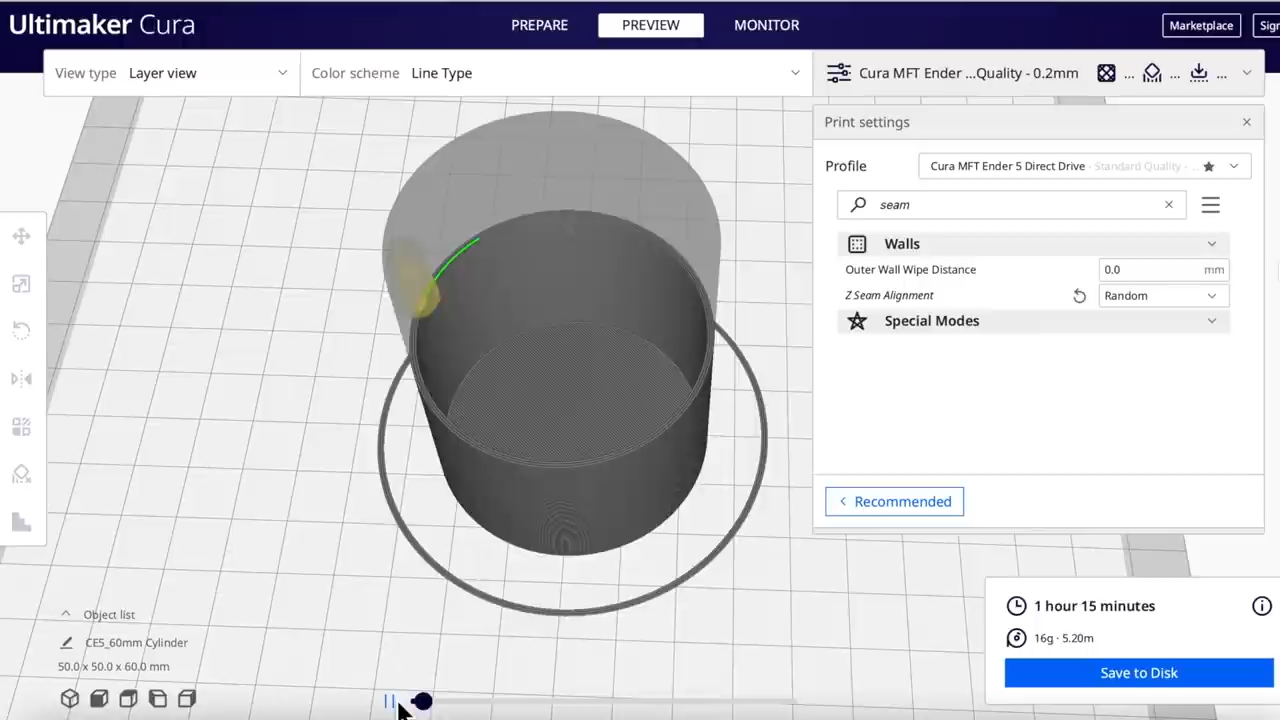 Ultimaker Cura
PREPARE
PREVIEW
MONITOR
Marketplace
Sign
View type Layer view
Color scheme Line Type
Cura MFT Ender ...Quality - 0.2mm
... ... ...
Print settings
Profile
Cura MFT Ender 5 Direct Drive - Standard Quality - ...
seam
Walls
Outer Wall Wipe Distance 0.0 mm
Z Seam Alignment Random
Special Modes
Recommended
Object list
CE5_60mm Cylinder
50.0 x 50.0 x 60.0 mm
1 hour 15 minutes
16g · 5.20m
Save to Disk